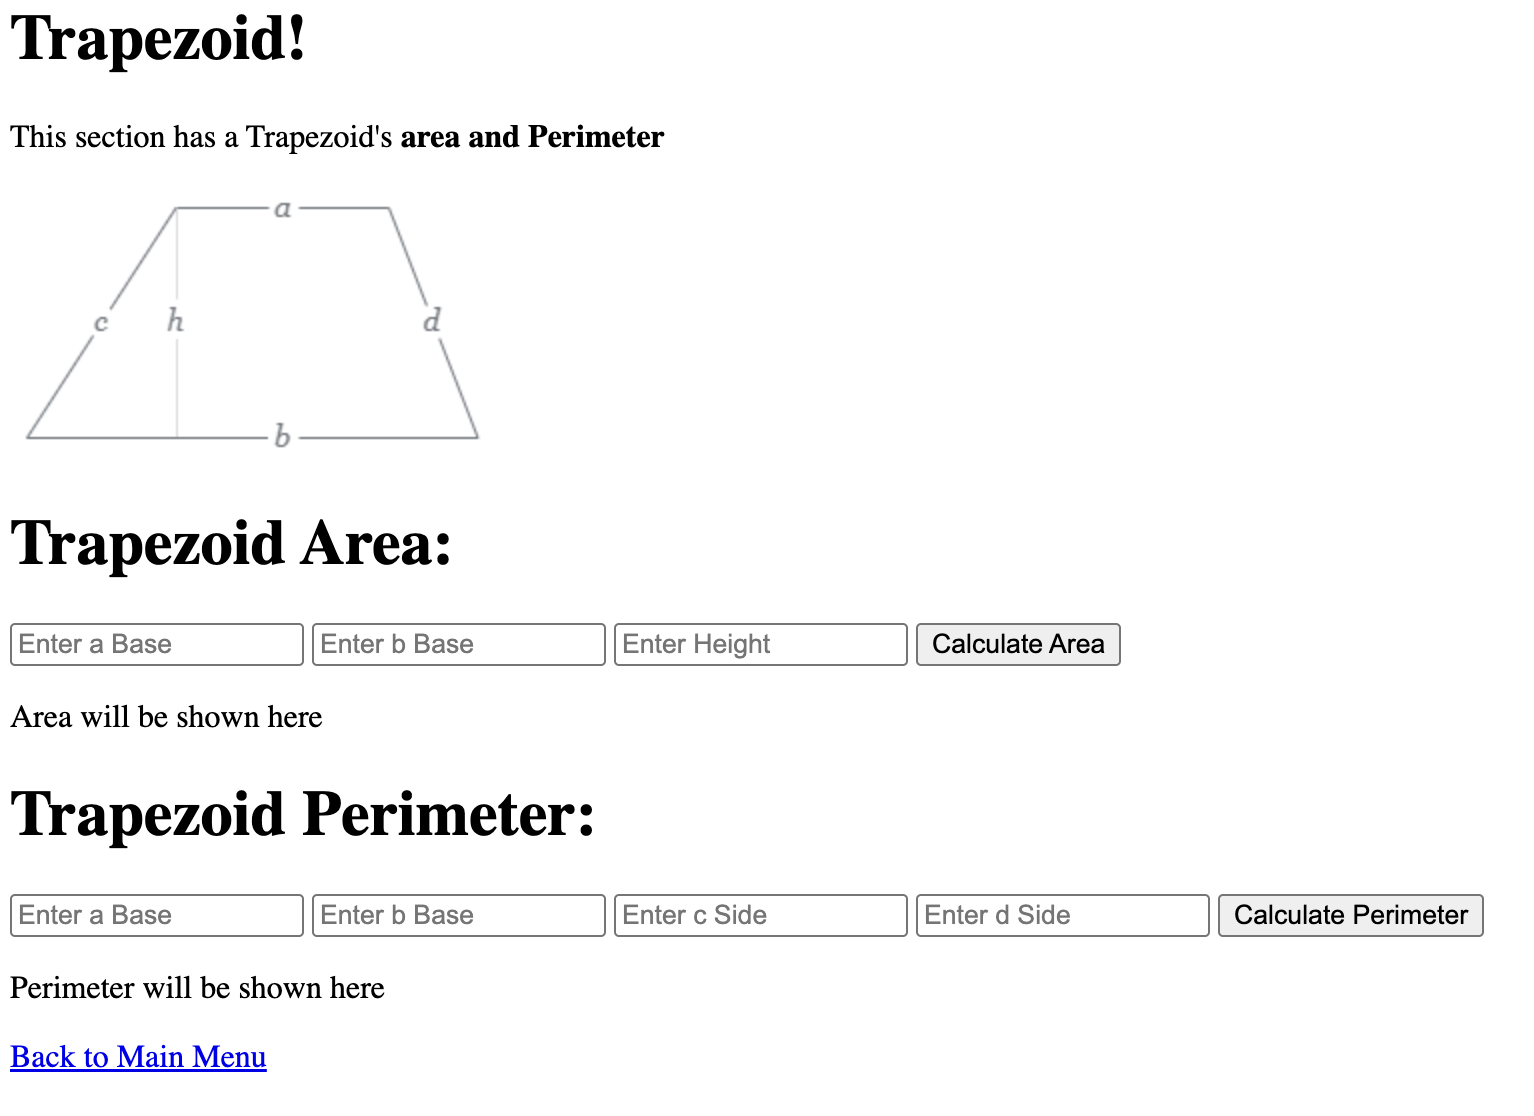 Trapezoid!
This section has a Trapezoid's area and Perimeter
a
c h d
b
Trapezoid Area:
Enter a Base Enter b Base Enter Height Calculate Area
Area will be shown here
Trapezoid Perimeter:
Enter a Base Enter b Base Enter c Side Enter d Side Calculate Perimeter
Perimeter will be shown here
Back to Main Menu